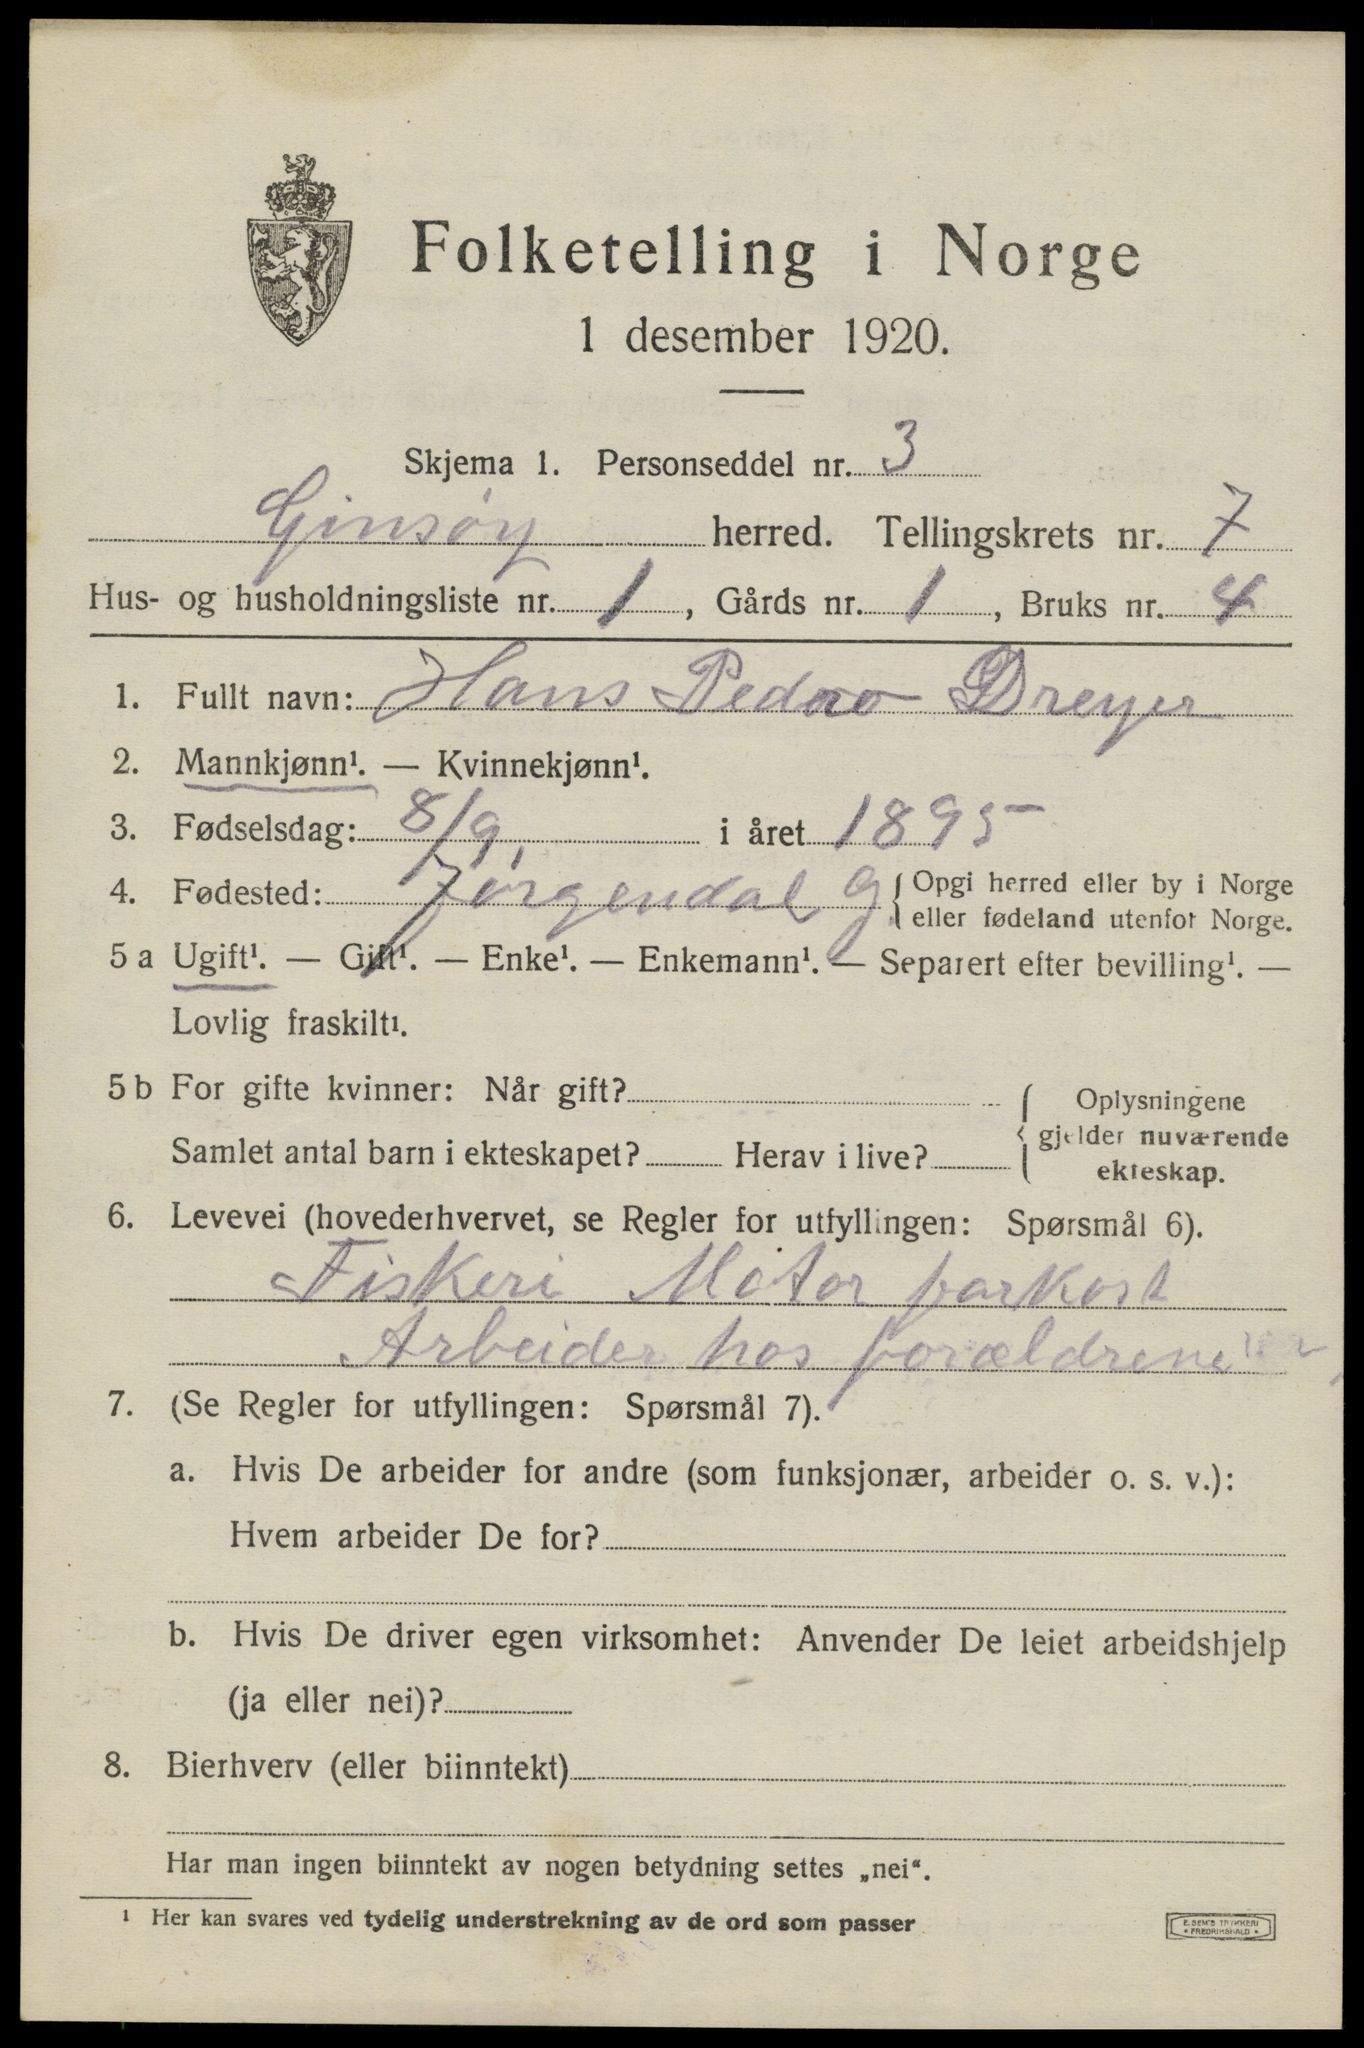 Folketelling i Norge
1 desember 1920.
Skjema 1. Personseddel nr. 3
Ginsøy herred. Tellingskrets nr. 7
Hus- og husholdningsliste nr. 1, Gårds nr. 1, Bruks nr. 4
1. Fullt navn: Hans Pedro Dreyer
2. Mannkjønn¹. — Kvinnekjønn¹.
3. Fødselsdag: 8/9. i året 1895
4. Fødested: Jørgendal G { Opgi herred eller by i Norge
eller fødeland utenfor Norge.
5 a Ugift¹. — Gift¹. — Enke¹. — Enkemann¹. — Separert efter bevilling¹. —
Lovlig fraskilt¹.
5 b For gifte kvinner: Når gift?
Samlet antal barn i ekteskapet? Herav i live?
{ Oplysningene
gjelder nuværende
ekteskap.
6. Levevei (hovederhvervet, se Regler for utfyllingen: Spørsmål 6).
Fiskeri Motor farkost
Arbeider hos forældrene
7. (Se Regler for utfyllingen: Spørsmål 7).
a. Hvis De arbeider for andre (som funksjonær, arbeider o. s. v.):
Hvem arbeider De for?
b. Hvis De driver egen virksomhet: Anvender De leiet arbeidshjelp
(ja eller nei)?
8. Bierhverv (eller biinntekt)
Har man ingen biinntekt av nogen betydning settes „nei“.
¹ Her kan svares ved tydelig understrekning av de ord som passer
E. SEM'S TRYKKERI
* FREDRIKSHALD *